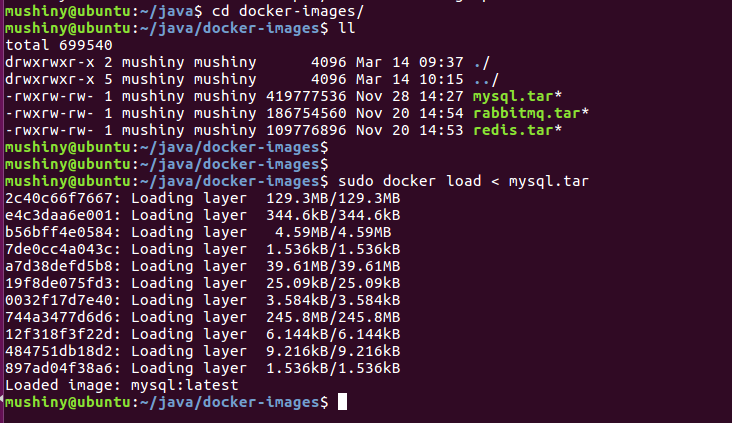 mushiny@ubuntu:~/java$ cd docker-images/
mushiny@ubuntu:~/java/docker-images$ ll
total 699540
drwxrwxr-x 2 mushiny mushiny      4096 Mar 14 09:37 ./
drwxrwxr-x 5 mushiny mushiny      4096 Mar 14 10:15 ../
-rwxrw-rw- 1 mushiny mushiny 419777536 Nov 28 14:27 mysql.tar*
-rwxrw-rw- 1 mushiny mushiny 186754560 Nov 20 14:54 rabbitmq.tar*
-rwxrw-rw- 1 mushiny mushiny 109776896 Nov 20 14:53 redis.tar*
mushiny@ubuntu:~/java/docker-images$
mushiny@ubuntu:~/java/docker-images$
mushiny@ubuntu:~/java/docker-images$ sudo docker load < mysql.tar
2c40c66f7667: Loading layer  129.3MB/129.3MB
e4c3daa6e001: Loading layer  344.6kB/344.6kB
b56bff4e0584: Loading layer   4.59MB/4.59MB
7de0cc4a043c: Loading layer  1.536kB/1.536kB
a7d38defd5b8: Loading layer  39.61MB/39.61MB
19f8de075fd3: Loading layer  25.09kB/25.09kB
0032f17d7e40: Loading layer  3.584kB/3.584kB
744a3477d6d6: Loading layer  245.8MB/245.8MB
12f318f3f22d: Loading layer  6.144kB/6.144kB
484751db18d2: Loading layer  9.216kB/9.216kB
897ad04f38a6: Loading layer  1.536kB/1.536kB
Loaded image: mysql:latest
mushiny@ubuntu:~/java/docker-images$